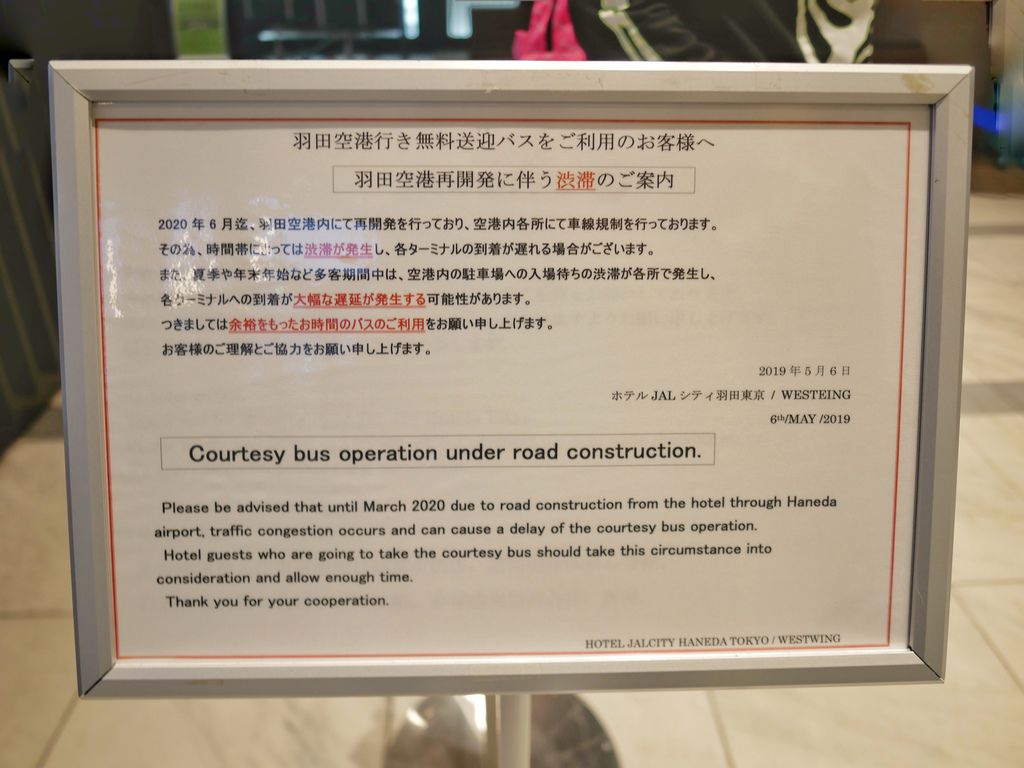 羽田空港行き無料送迎バスをご利用のお客様へ
羽田空港再開発に伴う渋滞のご案内
2020 年 6 月迄、羽田空港内にて再開発を行っており、空港内各所にて車線規制を行っております。
その為、時間帯によっては渋滞が発生し、各ターミナルの到着が遅れる場合がございます。
また、夏季や年末年始など多客期間中は、空港内の駐車場への入場待ちの渋滞が各所で発生し、
各ターミナルへの到着が大幅な遅延が発生する可能性があります。
つきましては余裕をもったお時間のバスのご利用をお願い申し上げます。
お客様のご理解とご協力をお願い申し上げます。
2019 年 5 月 6 日
ホテル JAL シティ羽田東京 / WESTEING
6th/MAY /2019
Courtesy bus operation under road construction.
Please be advised that until March 2020 due to road construction from the hotel through Haneda
airport, traffic congestion occurs and can cause a delay of the courtesy bus operation.
Hotel guests who are going to take the courtesy bus should take this circumstance into
consideration and allow enough time.
Thank you for your cooperation.
HOTEL JALCITY HANEDA TOKYO / WESTWING